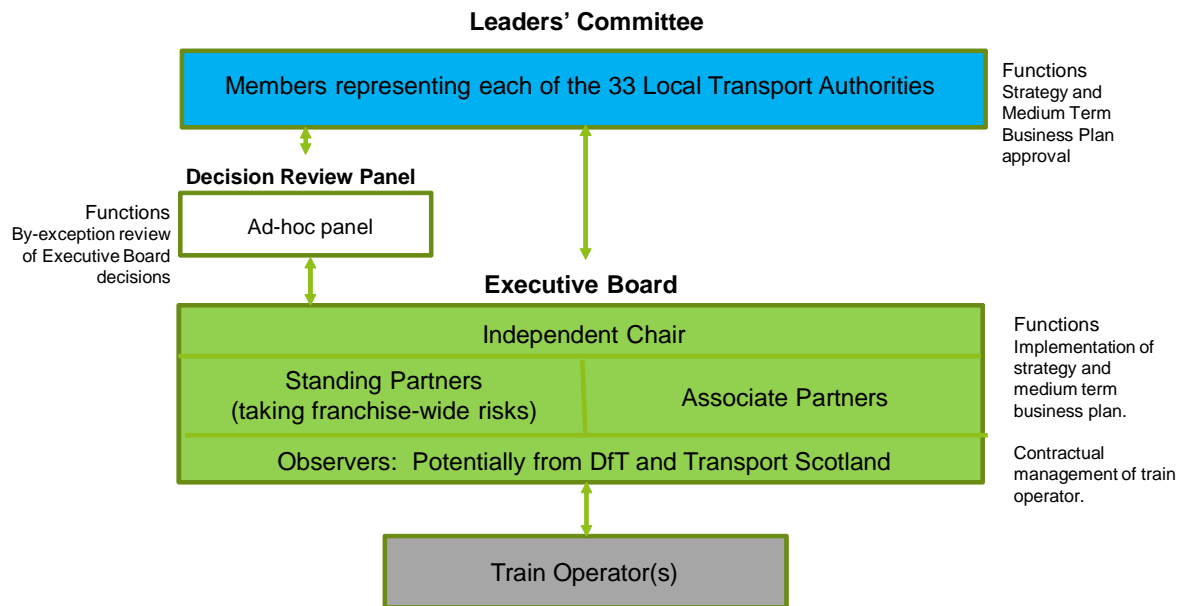 Leaders’ Committee
Members representing each of the 33 Local Transport Authorities
Functions
Strategy and
Medium Term
Business Plan
approval
Decision Review Panel
Functions
By-exception review
of Executive Board
decisions
Ad-hoc panel
Executive Board
Independent Chair
Standing Partners
(taking franchise-wide risks)
Associate Partners
Observers: Potentially from DfT and Transport Scotland
Functions
Implementation of
strategy and
medium term
business plan.
Contractual
management of train
operator.
Train Operator(s)